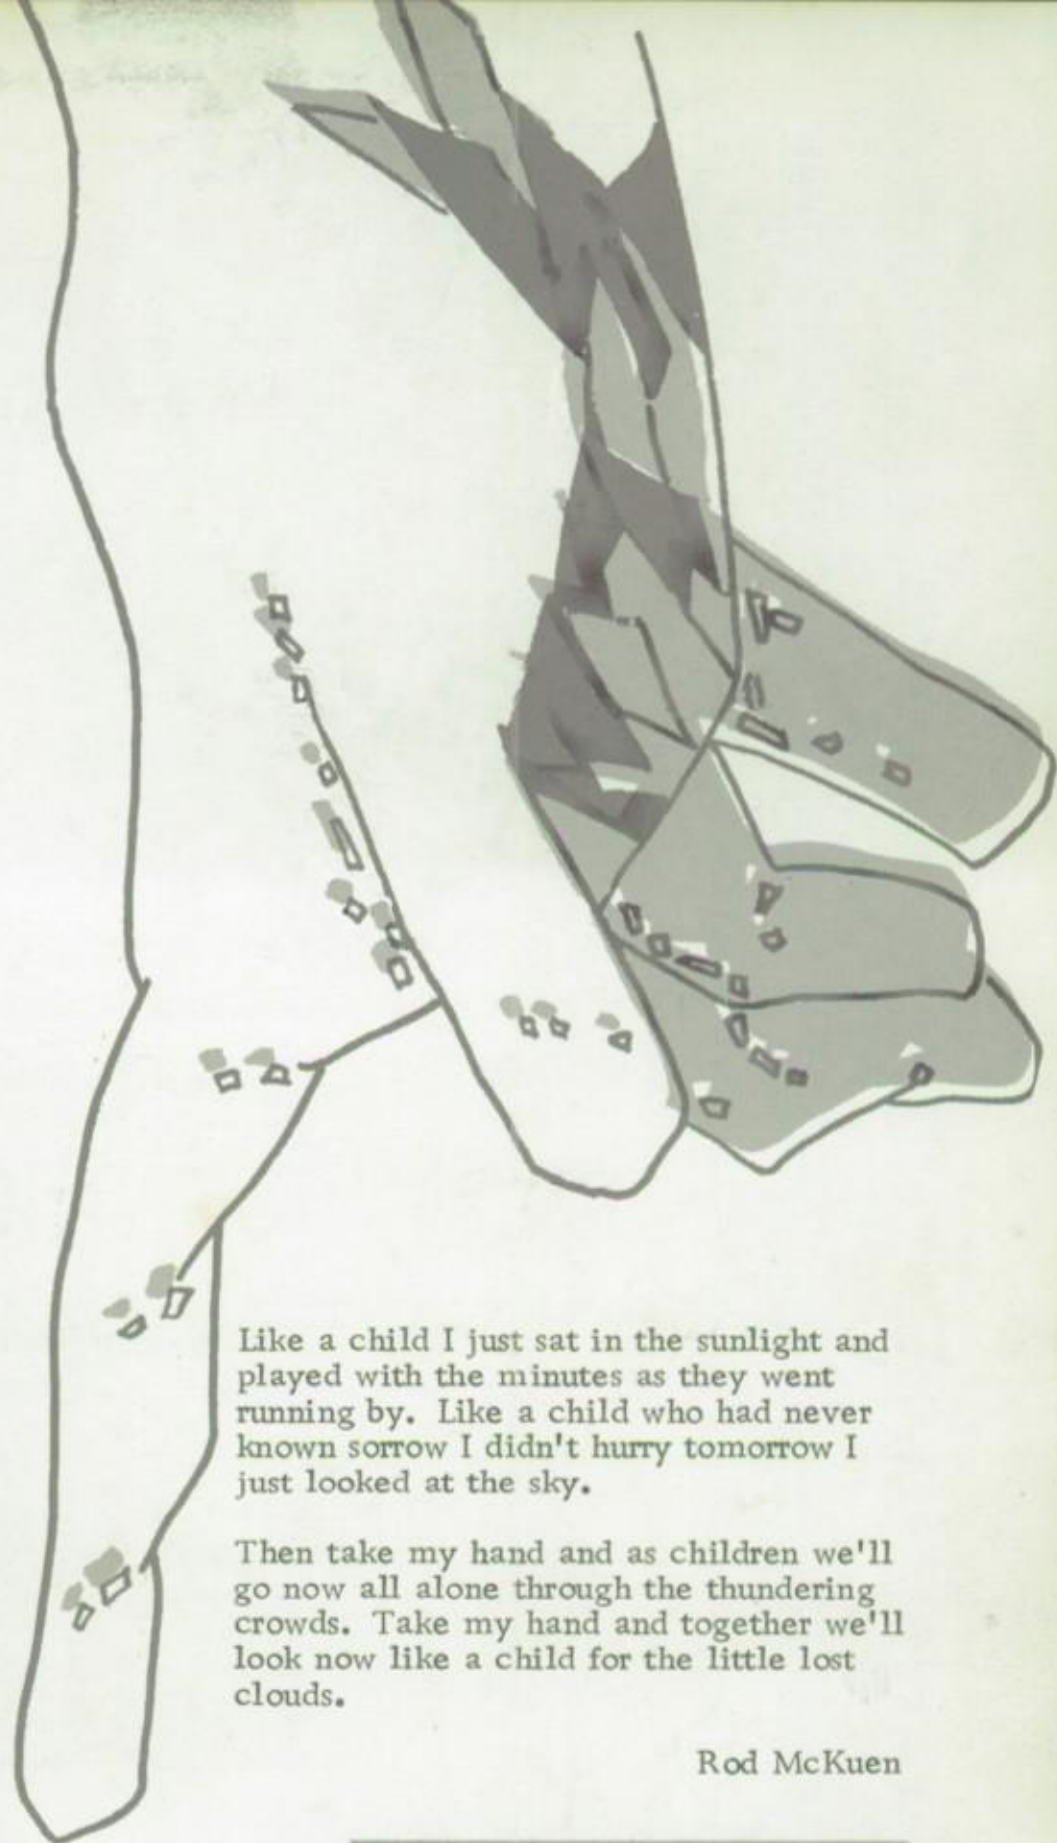 Like a child I just sat in the sunlight and
played with the minutes as they went
running by. Like a child who had never
known sorrow I didn't hurry tomorrow I
just looked at the sky.
Then take my hand and as children we'll
go now all alone through the thundering
crowds. Take my hand and together we'll
look now like a child for the little lost
clouds.
Rod McKuen